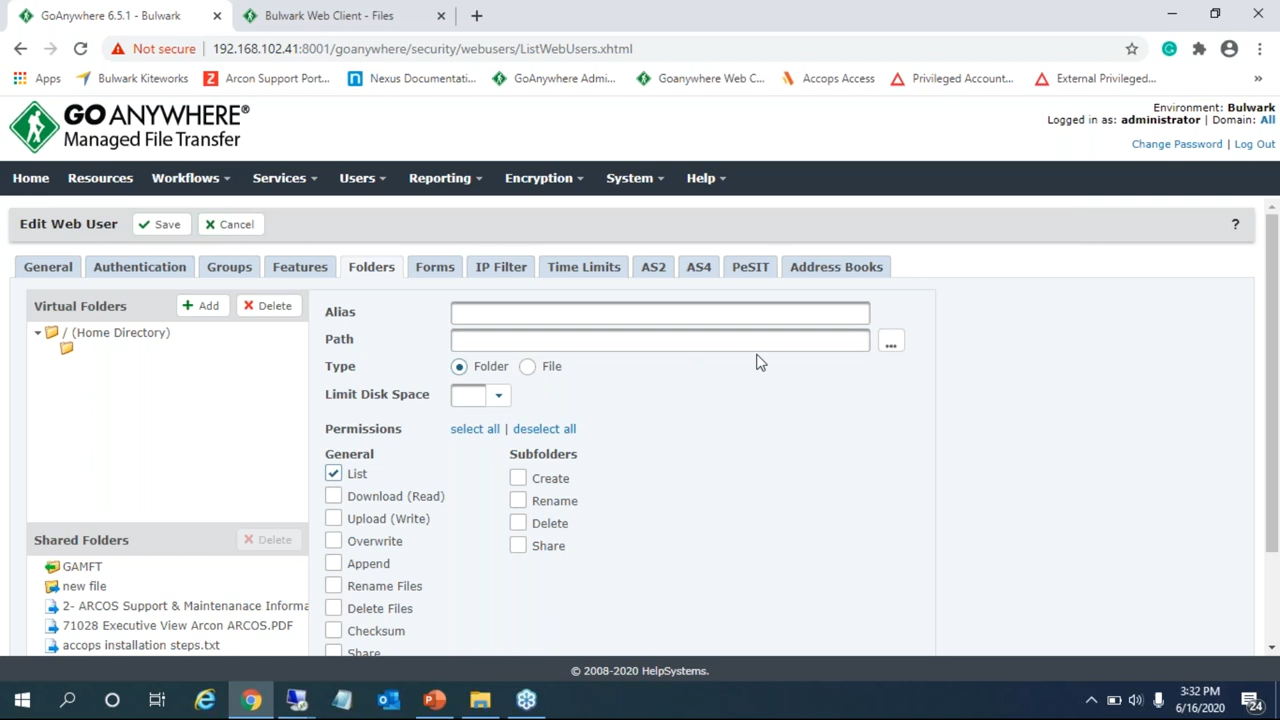 GoAnywhere 6.5.1 - Bulwark
Bulwark Web Client - Files
Not secure
192.168.102.41:8001/goanywhere/security/webusers/ListWebUsers.xhtml
Apps
Bulwark Kiteworks
Arcon Support Port...
Nexus Documentati...
GoAnywhere Admi...
Goanywhere Web C...
Accops Access
Privileged Account...
External Privileged...
»
GO ANYWHERE®
Managed File Transfer
Environment: Bulwark
Logged in as: administrator | Domain: All
Change Password | Log Out
Home Resources Workflows Services Users Reporting Encryption System Help
Edit Web User Save Cancel ?
General Authentication Groups Features Folders Forms IP Filter Time Limits AS2 AS4 PeSIT Address Books
Virtual Folders + Add Delete
/ (Home Directory)
Shared Folders Delete
GAMFT
new file
2- ARCOS Support & Maintenanace Informa
71028 Executive View Arcon ARCOS.PDF
accops installation steps.txt
Alias
Path ...
Type Folder File
Limit Disk Space
Permissions select all | deselect all
General Subfolders
List Create
Download (Read) Rename
Upload (Write) Delete
Overwrite Share
Append
Rename Files
Delete Files
Checksum
Share
© 2008-2020 HelpSystems.
3:32 PM
6/16/2020
24